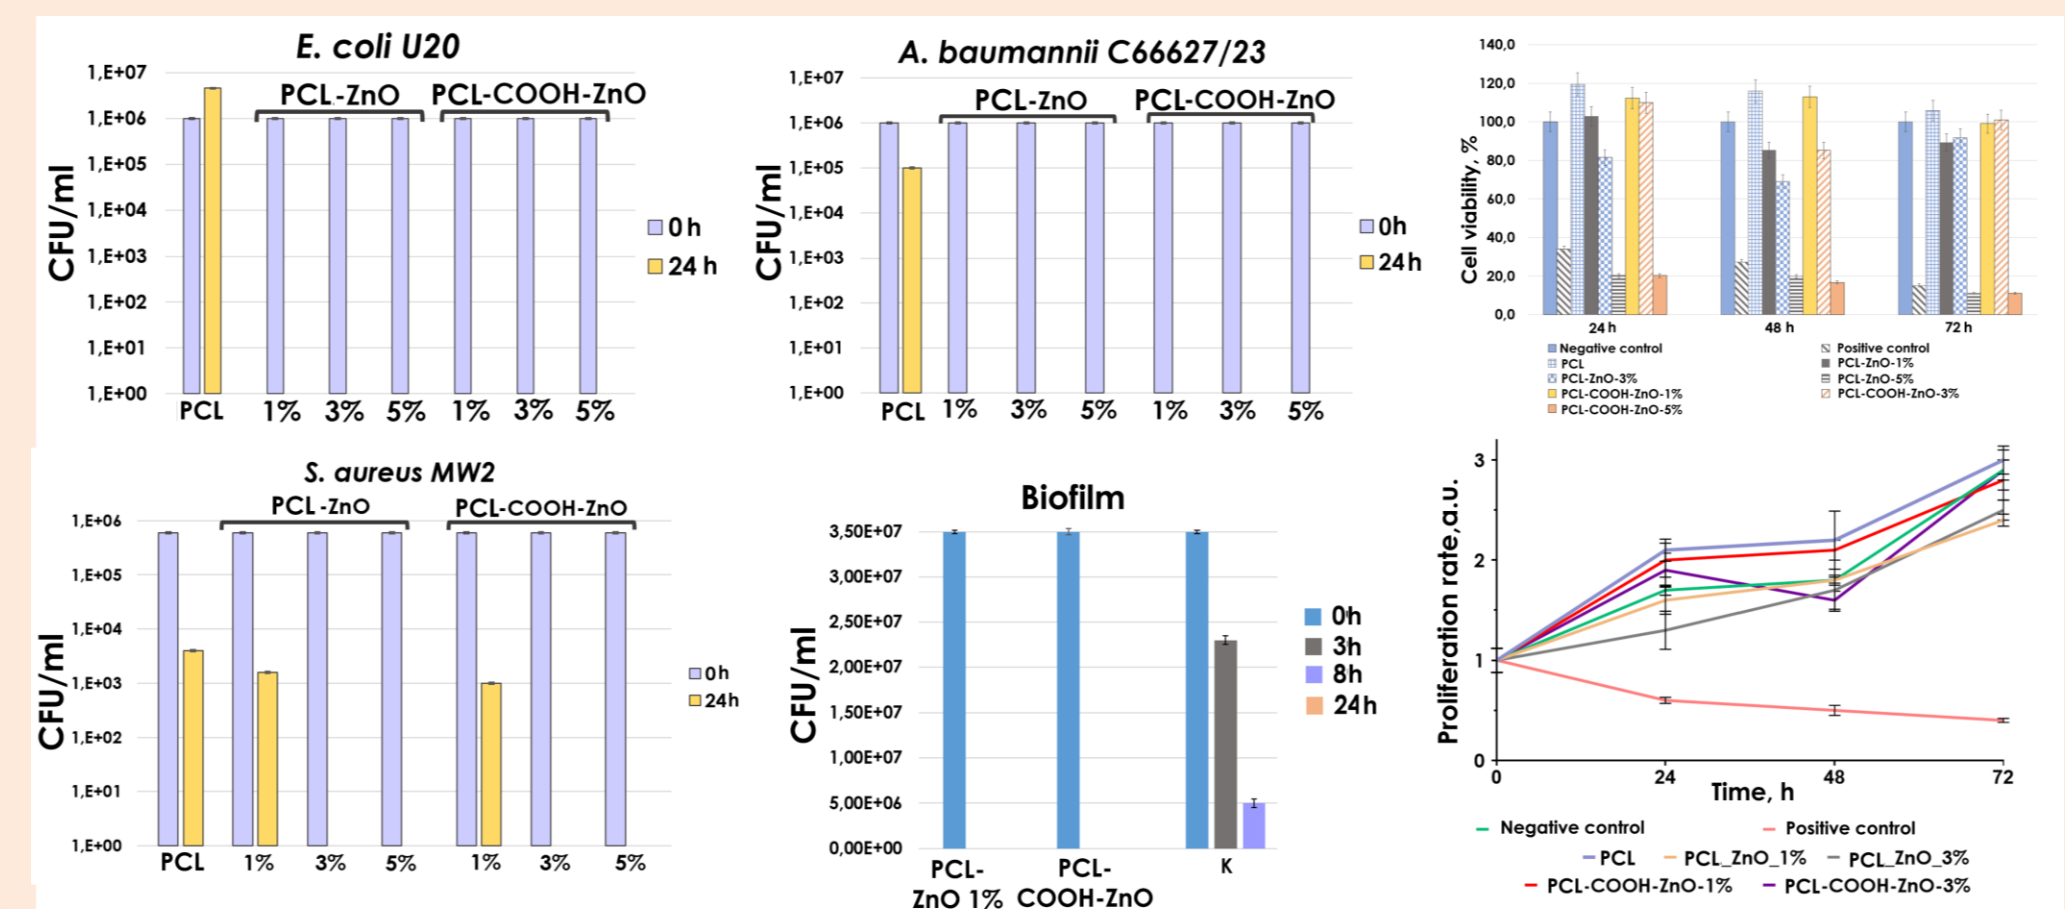 E. coli U20
1,E+07
1,E+06
1,E+05
1,E+04
1,E+03
1,E+02
1,E+01
1,E+00
CFU/ml
PCL-ZnO
PCL-COOH-ZnO
PCL
1%
3%
5%
1%
3%
5%
0h
24 h
A. baumannii C66627/23
1,E+07
1,E+06
1,E+05
1,E+04
1,E+03
1,E+02
1,E+01
1,E+00
CFU/ml
PCL-ZnO
PCL-COOH-ZnO
PCL
1%
3%
5%
1%
3%
5%
0h
24h
140,0
120,0
100,0
80,0
60,0
40,0
20,0
0,0
Cell viability, %
24 h
48 h
72 h
Negative control
Positive control
PCL
PCL-ZnO-1%
PCL-ZnO-3%
PCL-ZnO-5%
PCL-COOH-ZnO-1%
PCL-COOH-ZnO-3%
PCL-COOH-ZnO-5%
S. aureus MW2
1,E+06
1,E+05
1,E+04
1,E+03
1,E+02
1,E+01
1,E+00
CFU/ml
PCL -ZnO
PCL-COOH-ZnO
PCL
1%
3%
5%
1%
3%
5%
0h
24h
Biofilm
3,50E+07
3,00E+07
2,50E+07
2,00E+07
1,50E+07
1,00E+07
5,00E+06
0,00E+00
CFU/ml
PCL-
ZnO 1%
PCL-
COOH-ZnO
K
0h
3h
8h
24h
3
2
1
0
Proliferation rate,a.u.
0
24
48
72
Time, h
Negative control
Positive control
PCL
PCL_ZnO_1%
PCL_ZnO_3%
PCL-COOH-ZnO-1%
PCL-COOH-ZnO-3%